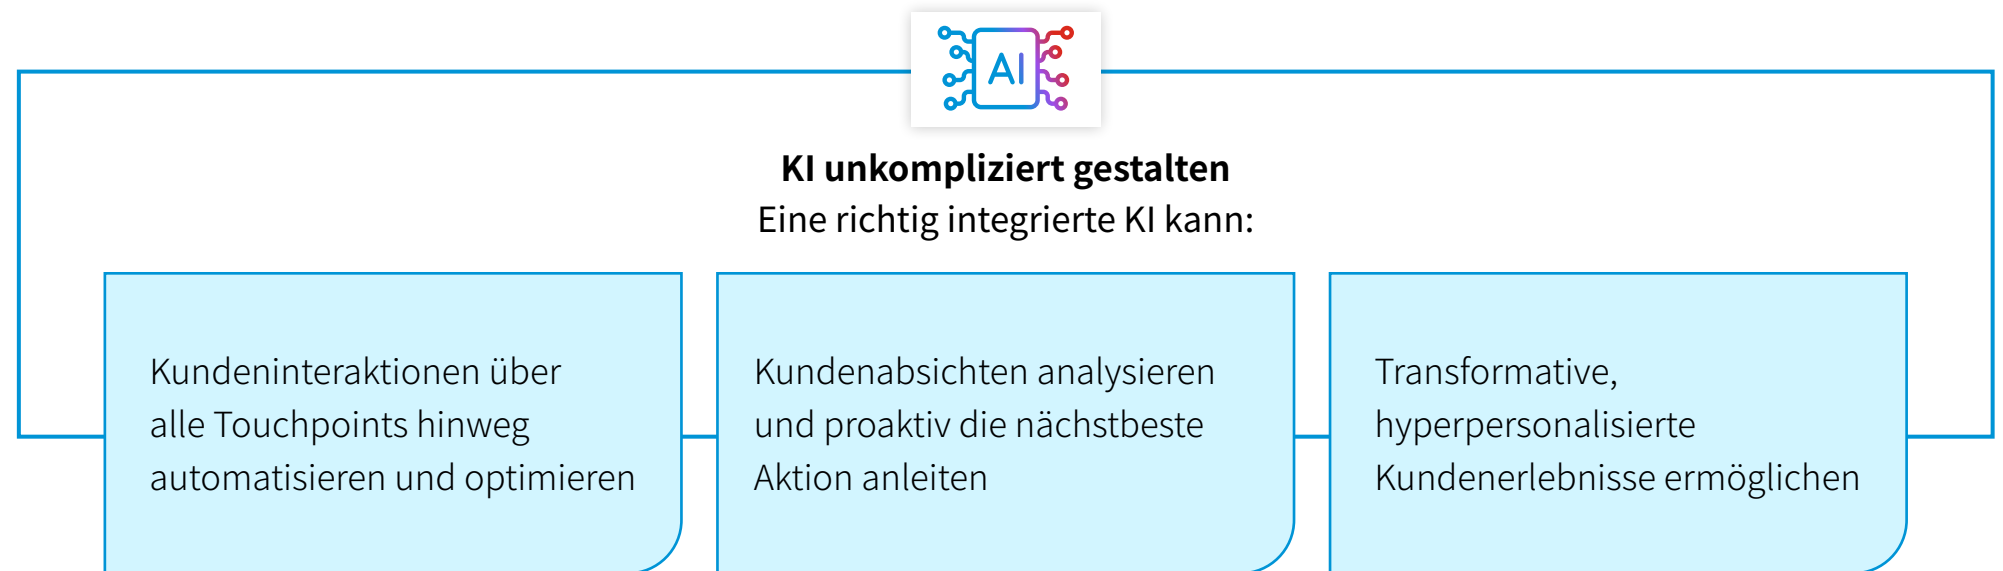 AI
KI unkompliziert gestalten
Eine richtig integrierte KI kann:
Kundeninteraktionen über
alle Touchpoints hinweg
automatisieren und optimieren
Kundenabsichten analysieren
und proaktiv die nächstbeste
Aktion anleiten
Transformative,
hyperpersonalisierte
Kundenerlebnisse ermöglichen